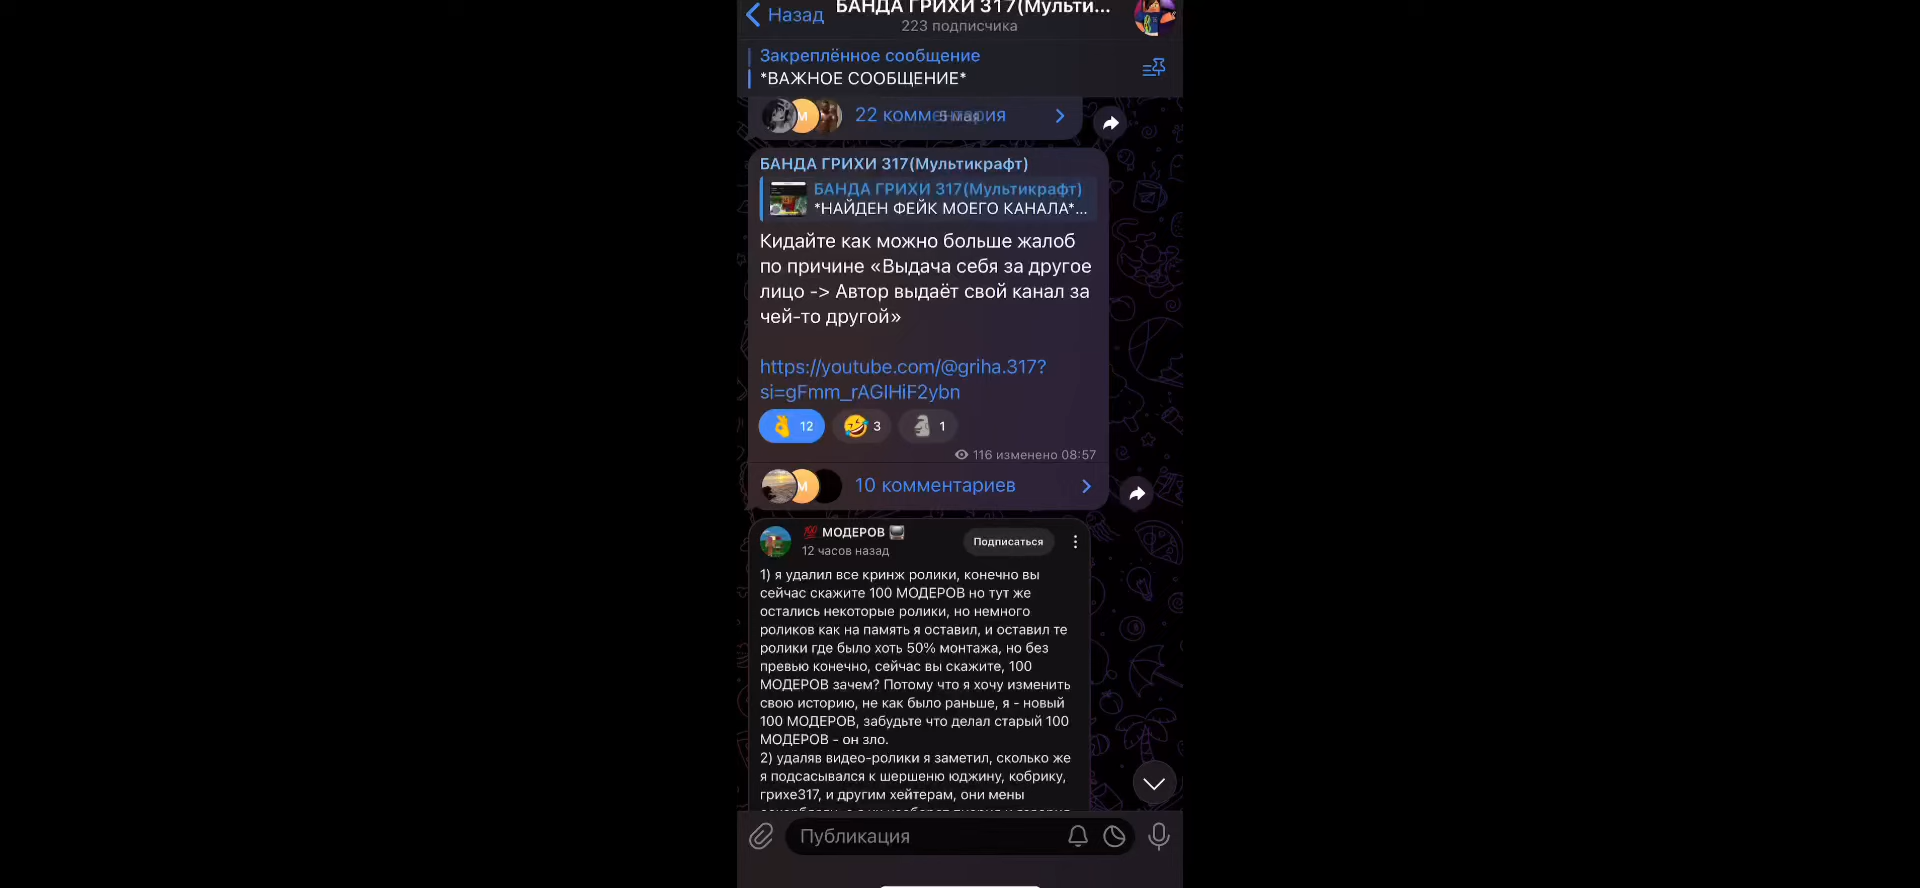 Назад
БАНДА ГРИХИ 317(Мульти...
223 подписчика
Закреплённое сообщение
*ВАЖНОЕ СООБЩЕНИЕ*
22 комментария
5 мая
БАНДА ГРИХИ 317(Мультикрафт)
БАНДА ГРИХИ 317(Мультикрафт)
*НАЙДЕН ФЕЙК МОЕГО КАНАЛА*...
Кидайте как можно больше жалоб
по причине «Выдача себя за другое
лицо -> Автор выдаёт свой канал за
чей-то другой»
https://youtube.com/@griha.317?
si=gFmm_rAGlHiF2ybn
12
3
1
116 изменено 08:57
М
10 комментариев
💯 МОДЕРОВ
Подписаться
12 часов назад
1) я удалил все кринж ролики, конечно вы
сейчас скажите 100 МОДЕРОВ но тут же
остались некоторые ролики, но немного
роликов как на память я оставил, и оставил те
ролики где было хоть 50% монтажа, но без
превью конечно, сейчас вы скажите, 100
МОДЕРОВ зачем? Потому что я хочу изменить
свою историю, не как было раньше, я - новый
100 МОДЕРОВ, забудьте что делал старый 100
МОДЕРОВ - он зло.
2) удаляв видео-ролики я заметил, сколько же
я подсасывался к шершеню юджину, кобрику,
грихе317, и другим хейтерам, они мены
Публикация